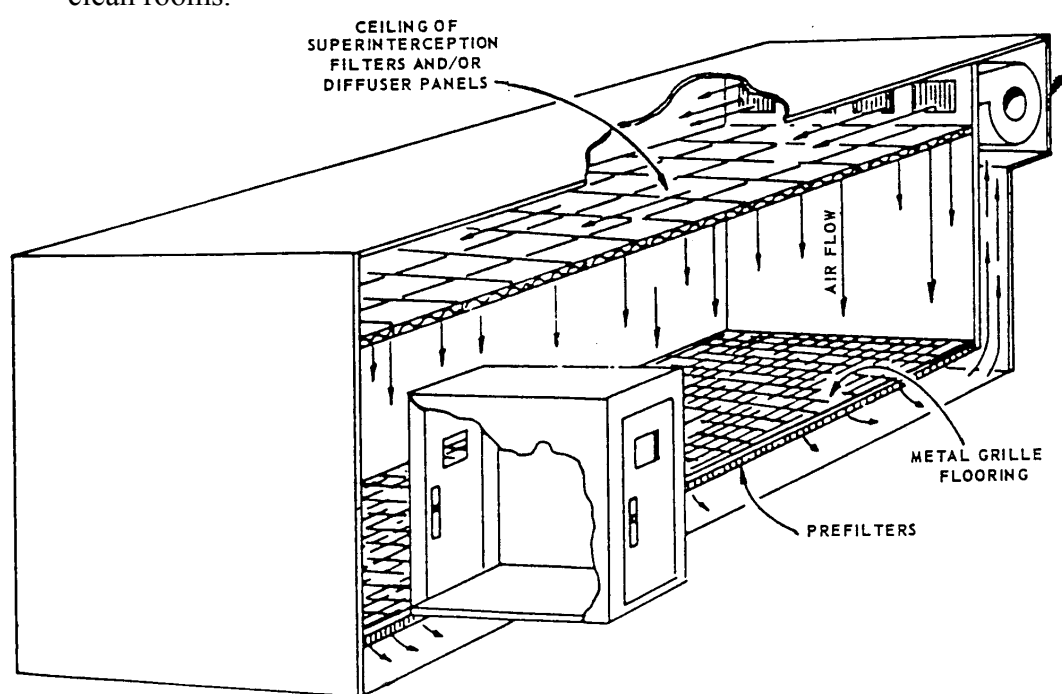 clean rooms.
CEILING OF
SUPERINTERCEPTION
FILTERS AND/OR
DIFFUSER PANELS
AIR FLOW
METAL GRILLE
FLOORING
PREFILTERS